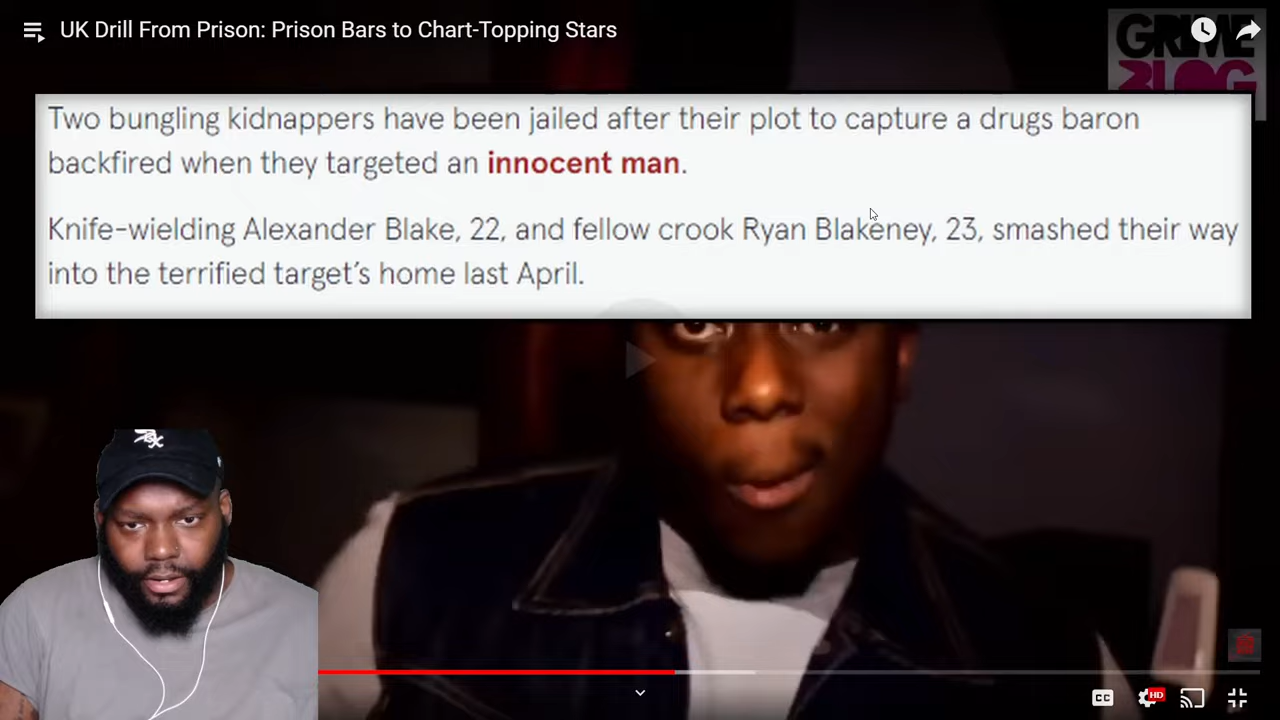 UK Drill From Prison: Prison Bars to Chart-Topping Stars
GRIME
BLOG
Two bungling kidnappers have been jailed after their plot to capture a drugs baron
backfired when they targeted an innocent man.
Knife-wielding Alexander Blake, 22, and fellow crook Ryan Blakeney, 23, smashed their way
into the terrified target's home last April.
CC
HD